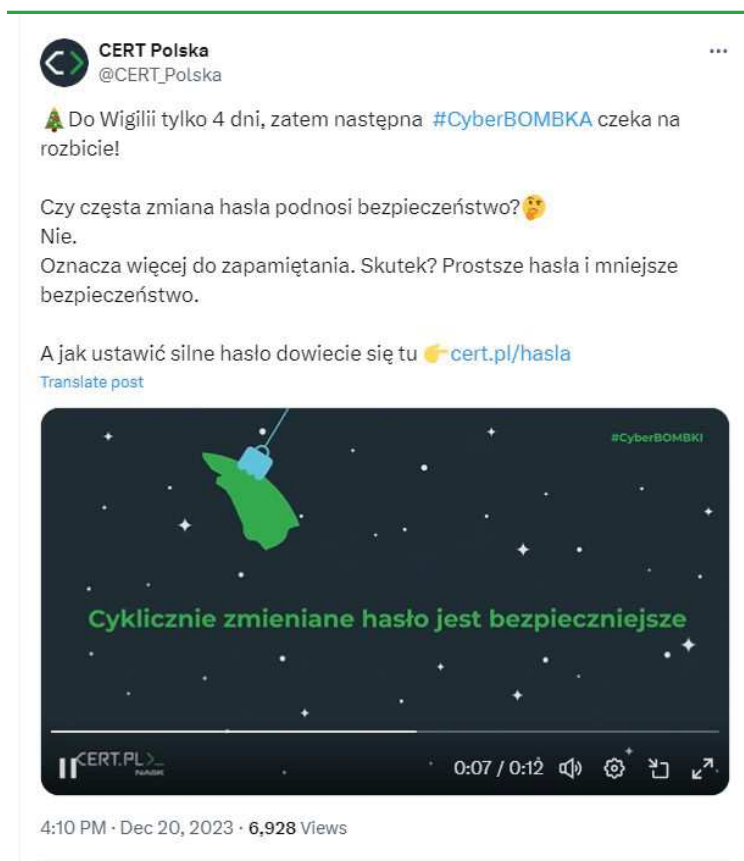 CERT Polska
@CERT_Polska
🎄Do Wigilii tylko 4 dni, zatem następna #CyberBOMBKA czeka na
rozbicie!
Czy częsta zmiana hasła podnosi bezpieczeństwo?🤔
Nie.
Oznacza więcej do zapamiętania. Skutek? Prostsze hasła i mniejsze
bezpieczeństwo.
A jak ustawić silne hasło dowiecie się tu 👉cert.pl/hasla
Translate post
#CyberBOMBKI
Cyklicznie zmieniane hasło jest bezpieczniejsze
CERT.PL>_
NASK
0:07 / 0:12
4:10 PM · Dec 20, 2023 · 6,928 Views